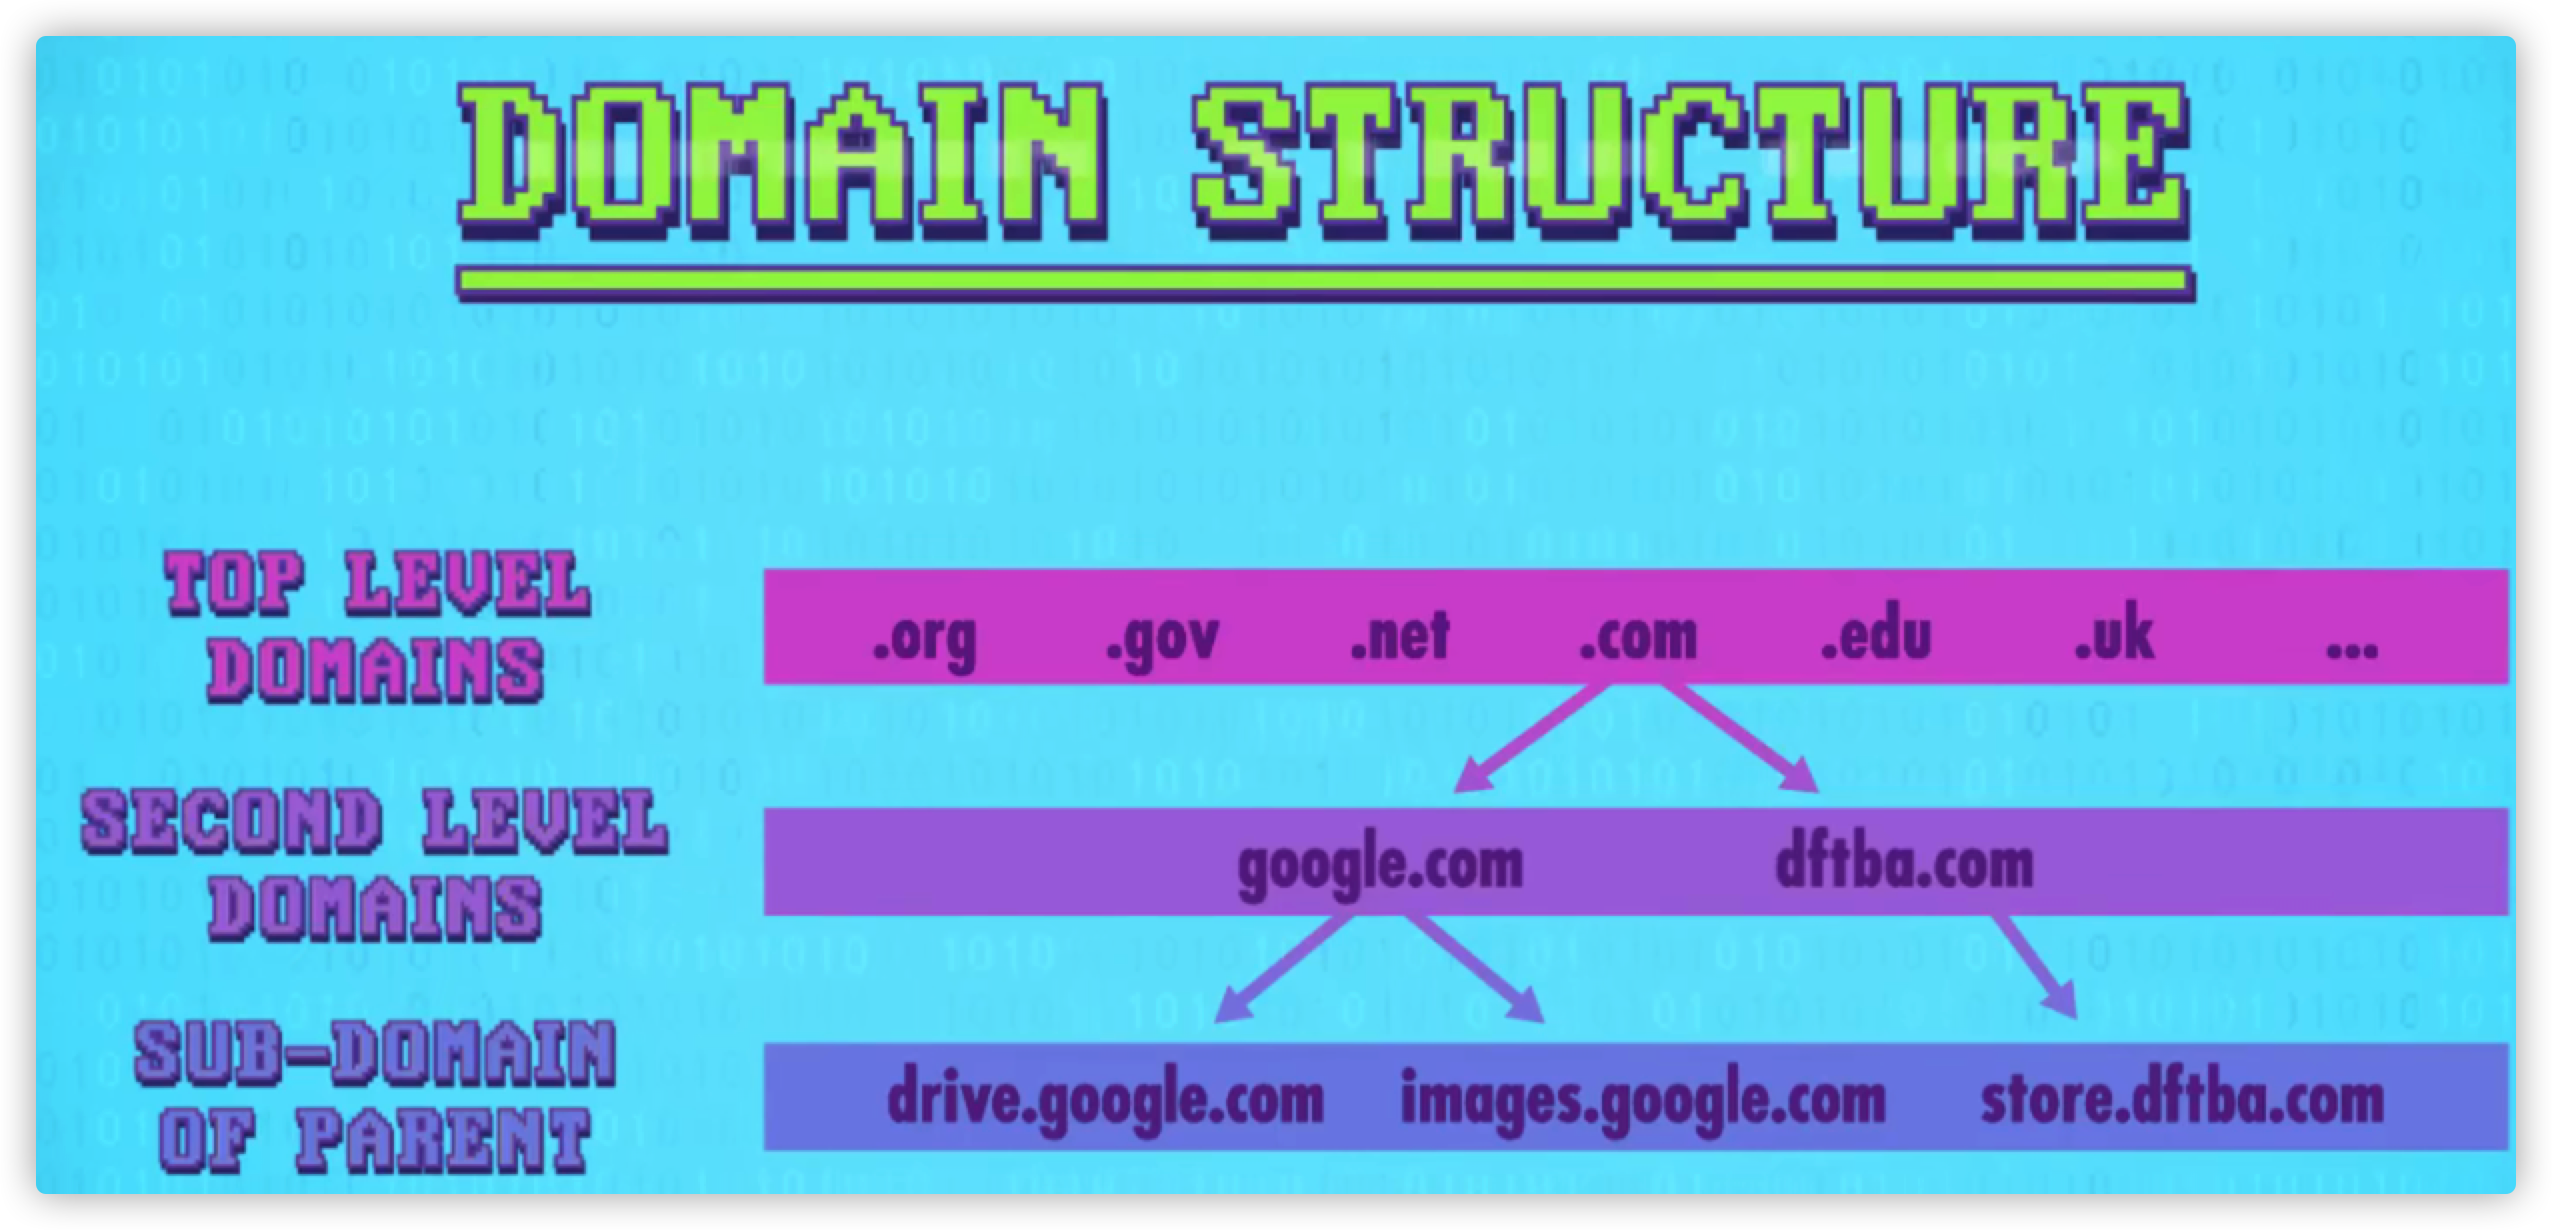 DOMAIN STRUCTURE
TOP LEVEL
DOMAINS
.org .gov .net .com .edu .uk ...
SECOND LEVEL
DOMAINS
google.com dftba.com
SUB-DOMAIN
OF PARENT
drive.google.com images.google.com store.dftba.com